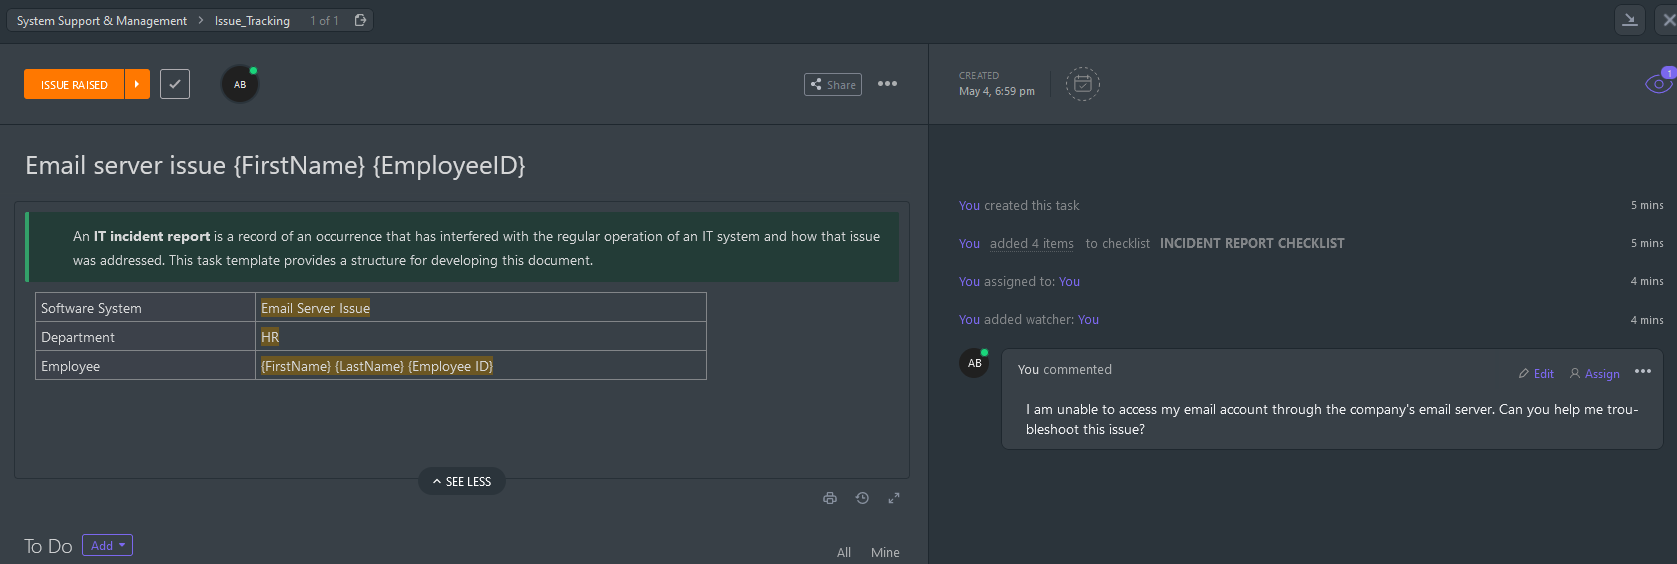 System Support & Management > Issue_Tracking 1 of 1
ISSUE RAISED
AB
Share
CREATED
May 4, 6:59 pm
1
Email server issue {FirstName} {EmployeeID}
An IT incident report is a record of an occurrence that has interfered with the regular operation of an IT system and how that issue
was addressed. This task template provides a structure for developing this document.
Software System Email Server Issue
Department HR
Employee {FirstName} {LastName} {Employee ID}
SEE LESS
To Do Add
All Mine
You created this task 5 mins
You added 4 items to checklist INCIDENT REPORT CHECKLIST 5 mins
You assigned to: You 4 mins
You added watcher: You 4 mins
AB
You commented
Edit Assign
I am unable to access my email account through the company's email server. Can you help me trou-
bleshoot this issue?